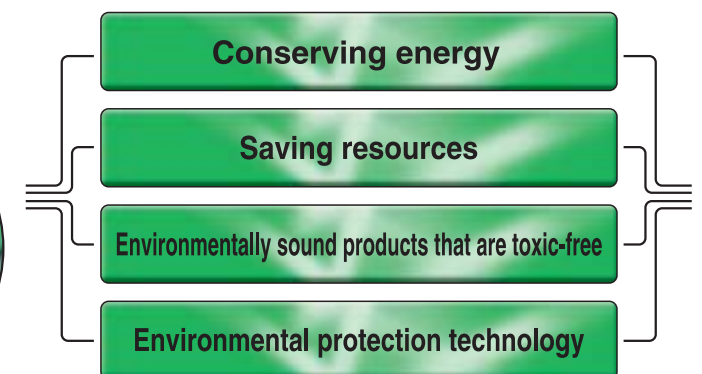 Conserving energy
Saving resources
Environmentally sound products that are toxic-free
Environmental protection technology